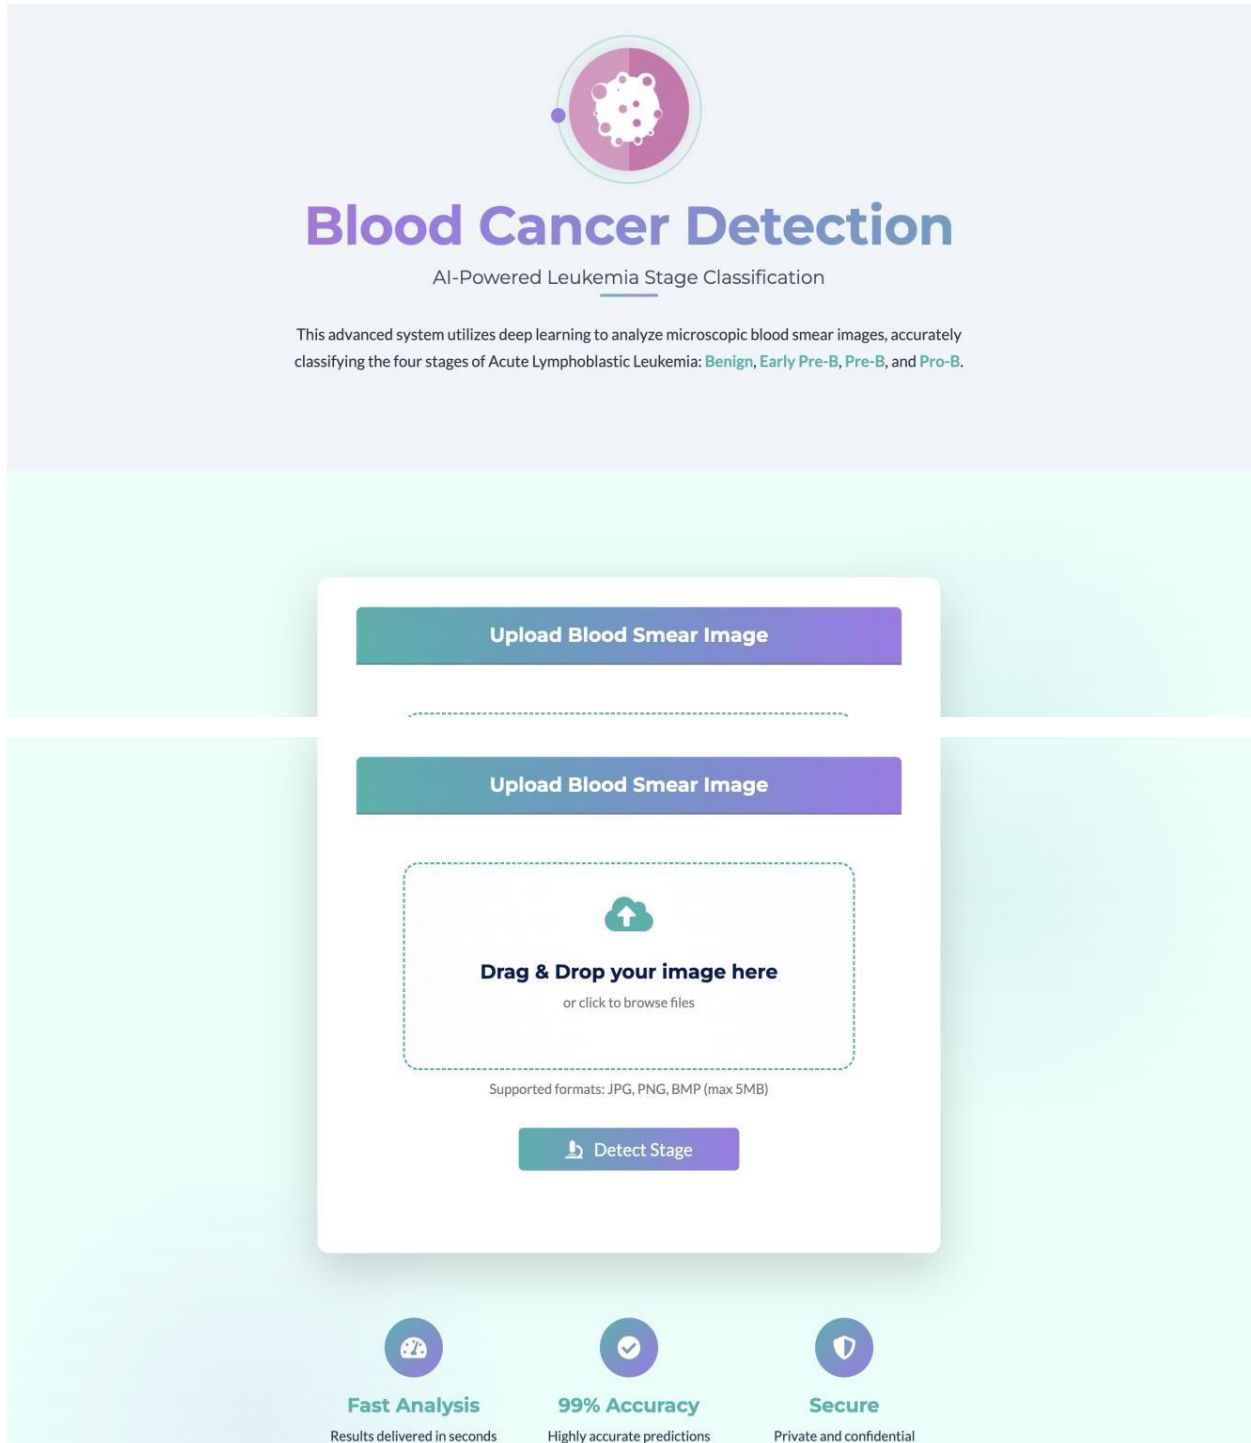 Blood Cancer Detection
AI-Powered Leukemia Stage Classification
This advanced system utilizes deep learning to analyze microscopic blood smear images, accurately
classifying the four stages of Acute Lymphoblastic Leukemia: Benign, Early Pre-B, Pre-B, and Pro-B.
Upload Blood Smear Image
Upload Blood Smear Image
Drag & Drop your image here
or click to browse files
Supported formats: JPG, PNG, BMP (max 5MB)
Detect Stage
Fast Analysis
99% Accuracy
Secure
Results delivered in seconds
Highly accurate predictions
Private and confidential